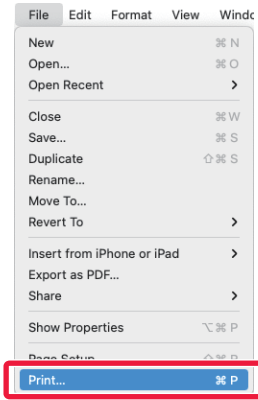 File Edit Format View Windo
New ⌘ N
Open... ⌘ O
Open Recent >
Close ⌘ W
Save... ⌘ S
Duplicate ⇧ ⌘ S
Rename...
Move To...
Revert To >
Insert from iPhone or iPad >
Export as PDF...
Share >
Show Properties ⌥ ⌘ P
Page Setup ⇧ ⌘ P
Print... ⌘ P